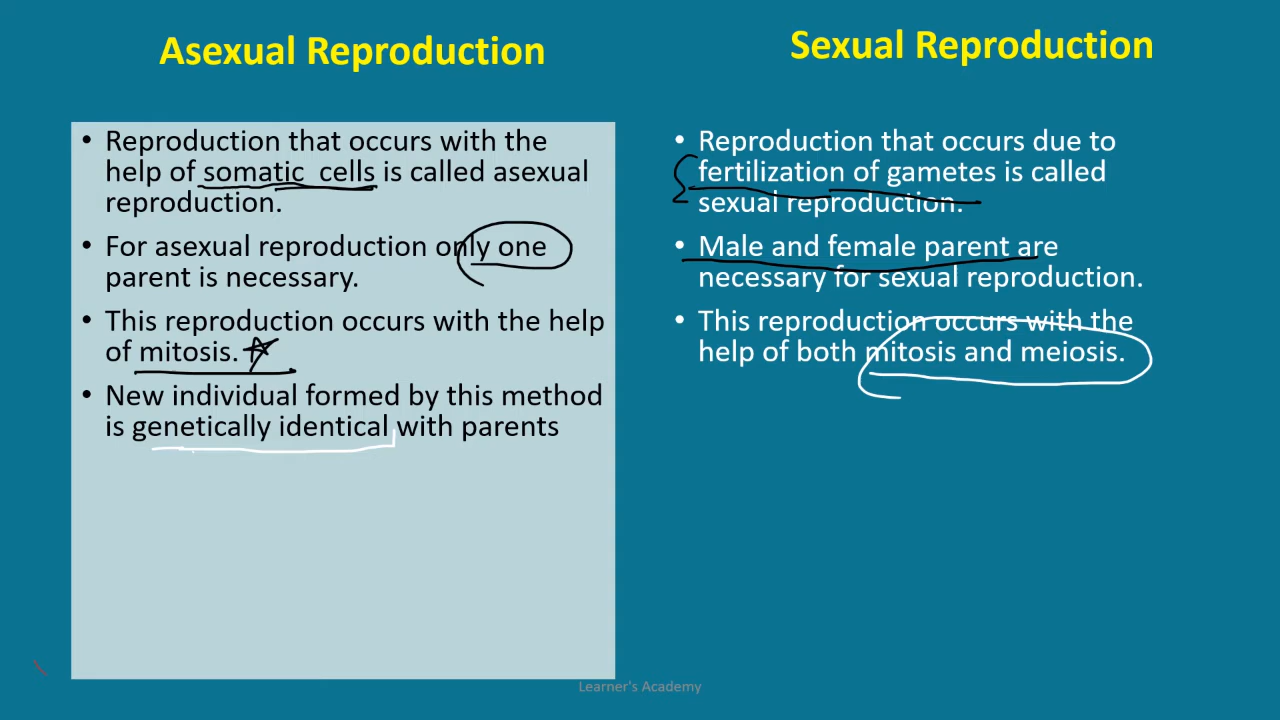 Asexual Reproduction
• Reproduction that occurs with the
help of somatic cells is called asexual
reproduction.
• For asexual reproduction only one
parent is necessary.
• This reproduction occurs with the help
of mitosis.
• New individual formed by this method
is genetically identical with parents
Sexual Reproduction
• Reproduction that occurs due to
fertilization of gametes is called
sexual reproduction.
• Male and female parent are
necessary for sexual reproduction.
• This reproduction occurs with the
help of both mitosis and meiosis.
Learner's Academy